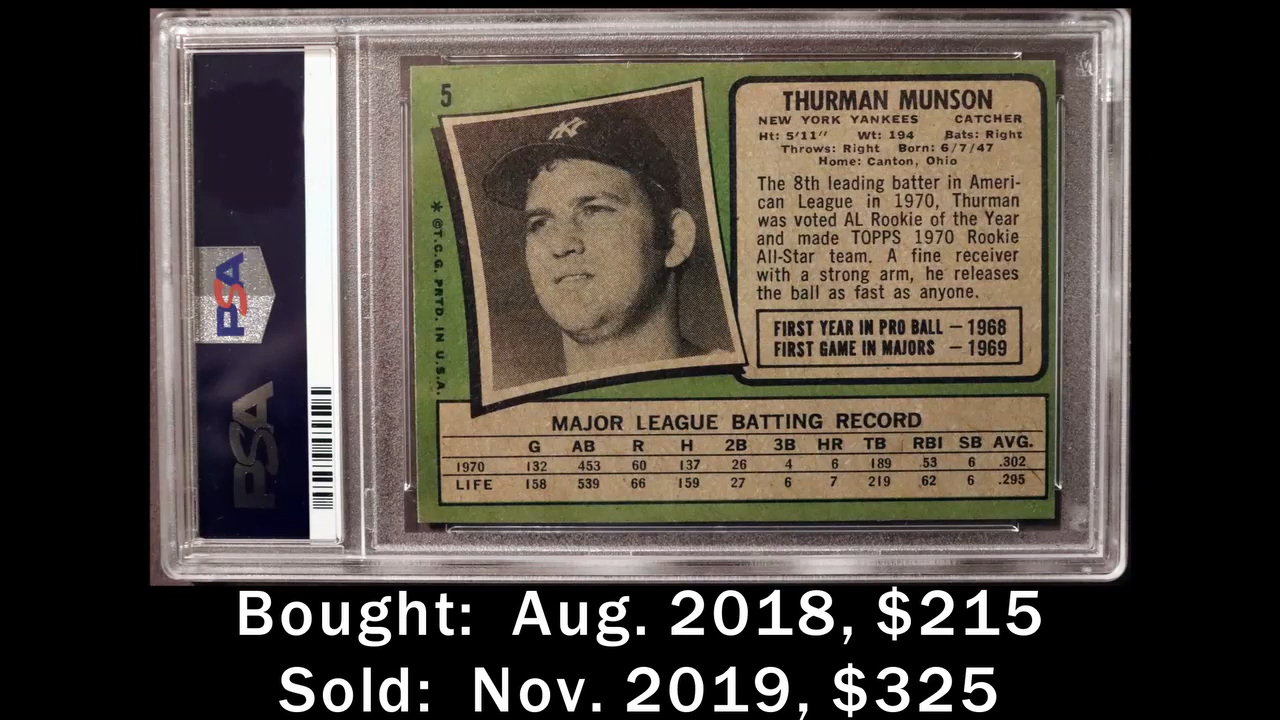 PSA
PSA
5
* ©T.C.G. PRTD. IN U.S.A.
THURMAN MUNSON
NEW YORK YANKEES CATCHER
Ht: 5'11" Wt: 194 Bats: Right
Throws: Right Born: 6/7/47
Home: Canton, Ohio
The 8th leading batter in Ameri-
can League in 1970, Thurman
was voted AL Rookie of the Year
and made TOPPS 1970 Rookie
All-Star team. A fine receiver
with a strong arm, he releases
the ball as fast as anyone.
FIRST YEAR IN PRO BALL — 1968
FIRST GAME IN MAJORS — 1969
MAJOR LEAGUE BATTING RECORD
G AB R H 2B 3B HR TB RBI SB AVG.
1970 132 453 60 137 26 4 6 189 53 6 .302
LIFE 158 539 66 159 27 6 7 219 62 6 .295
Bought: Aug. 2018, $215
Sold: Nov. 2019, $325